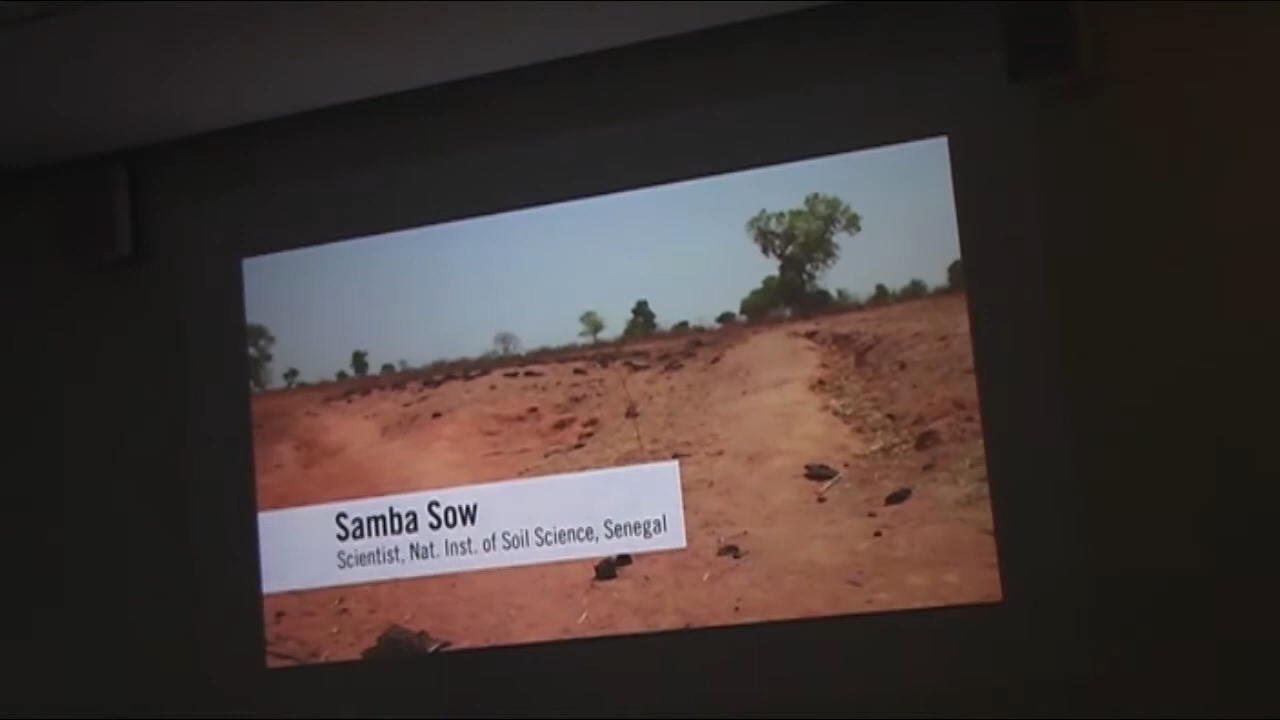 Samba Sow
Scientist, Nat. Inst. of Soil Science, Senegal